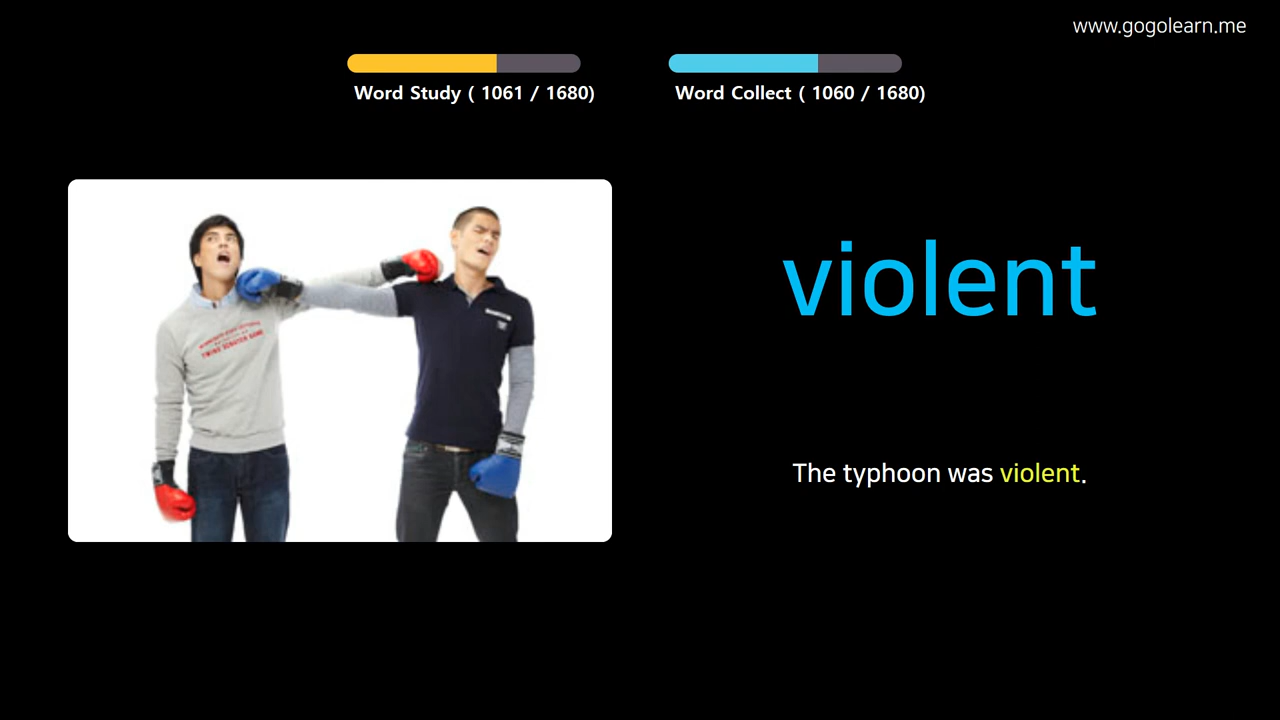 www.gogolearn.me
Word Study ( 1061 / 1680)
Word Collect ( 1060 / 1680)
violent
The typhoon was violent.